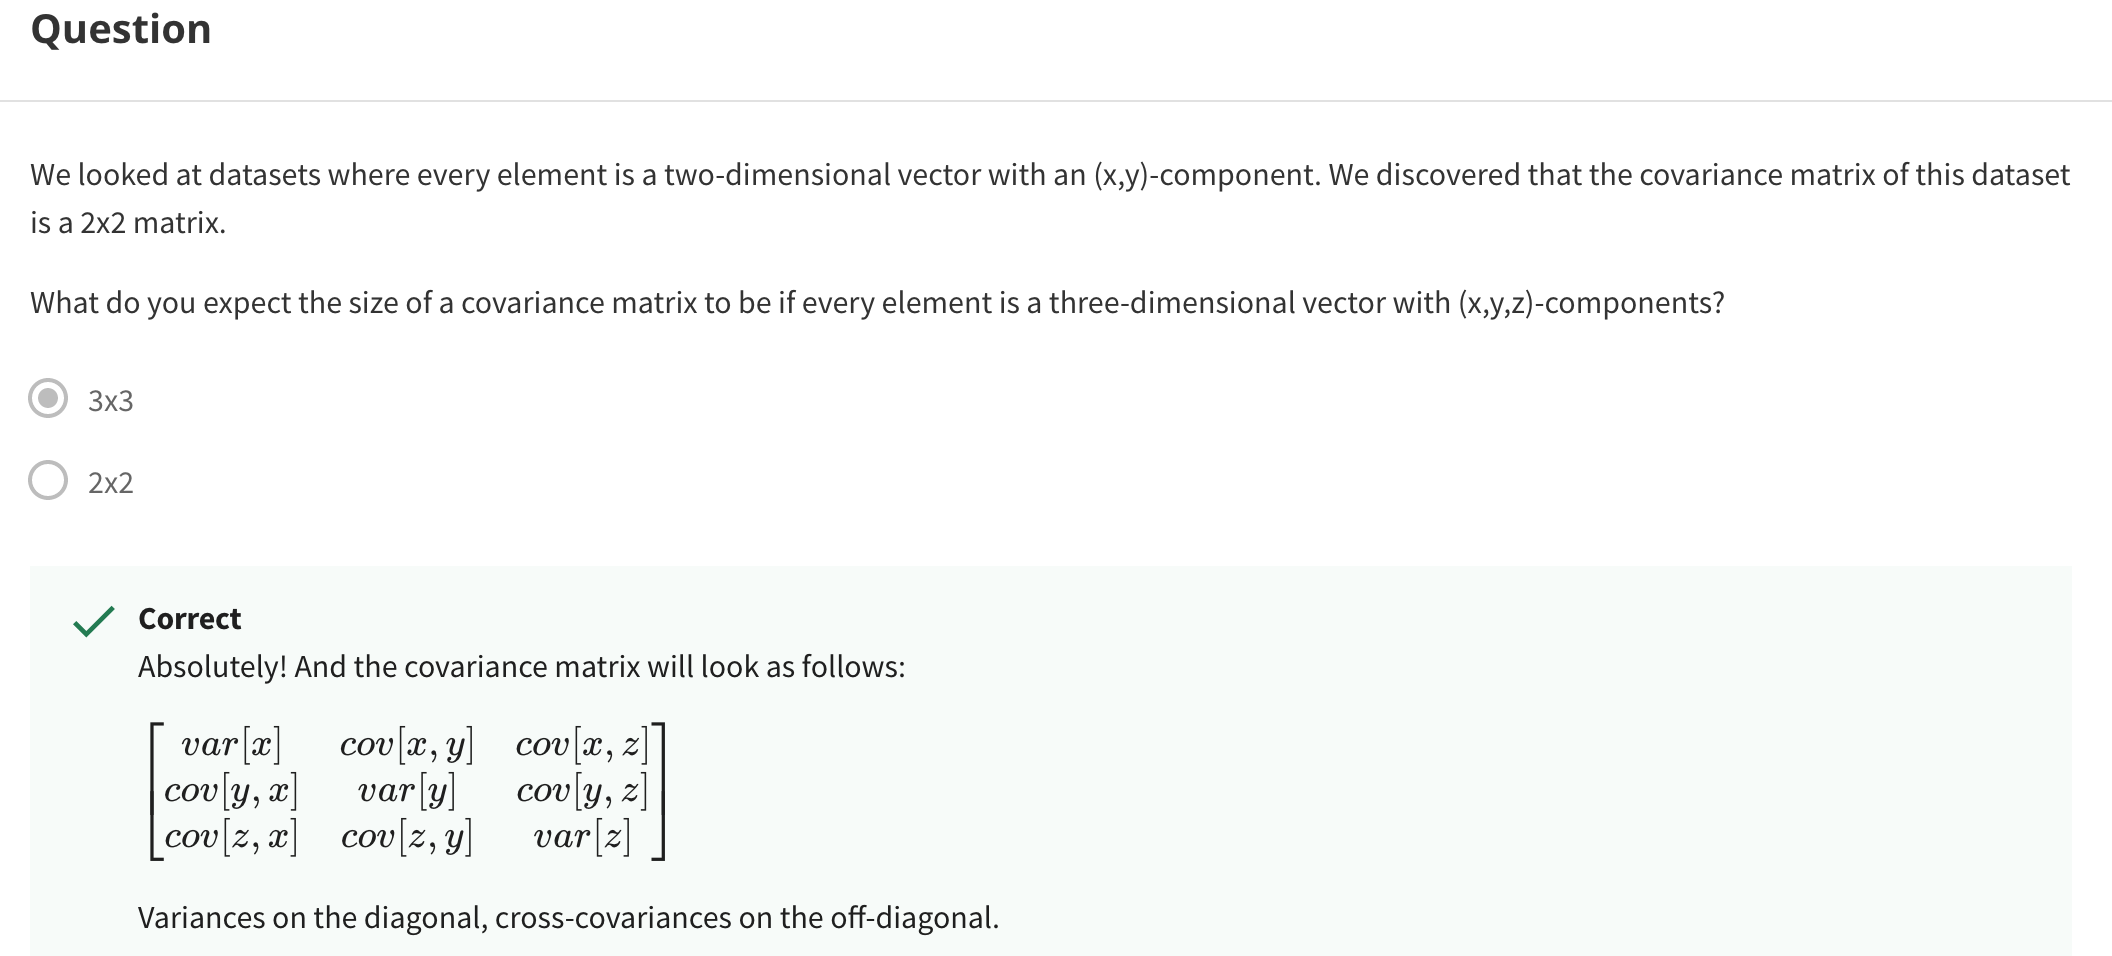 Question
We looked at datasets where every element is a two-dimensional vector with an (x,y)-component. We discovered that the covariance matrix of this dataset
is a 2x2 matrix.
What do you expect the size of a covariance matrix to be if every element is a three-dimensional vector with (x,y,z)-components?
3x3
2x2
Correct
Absolutely! And the covariance matrix will look as follows:
var[x] cov[x, y] cov[x, z]
cov[y, x] var[y] cov[y, z]
cov[z, x] cov[z, y] var[z]
Variances on the diagonal, cross-covariances on the off-diagonal.